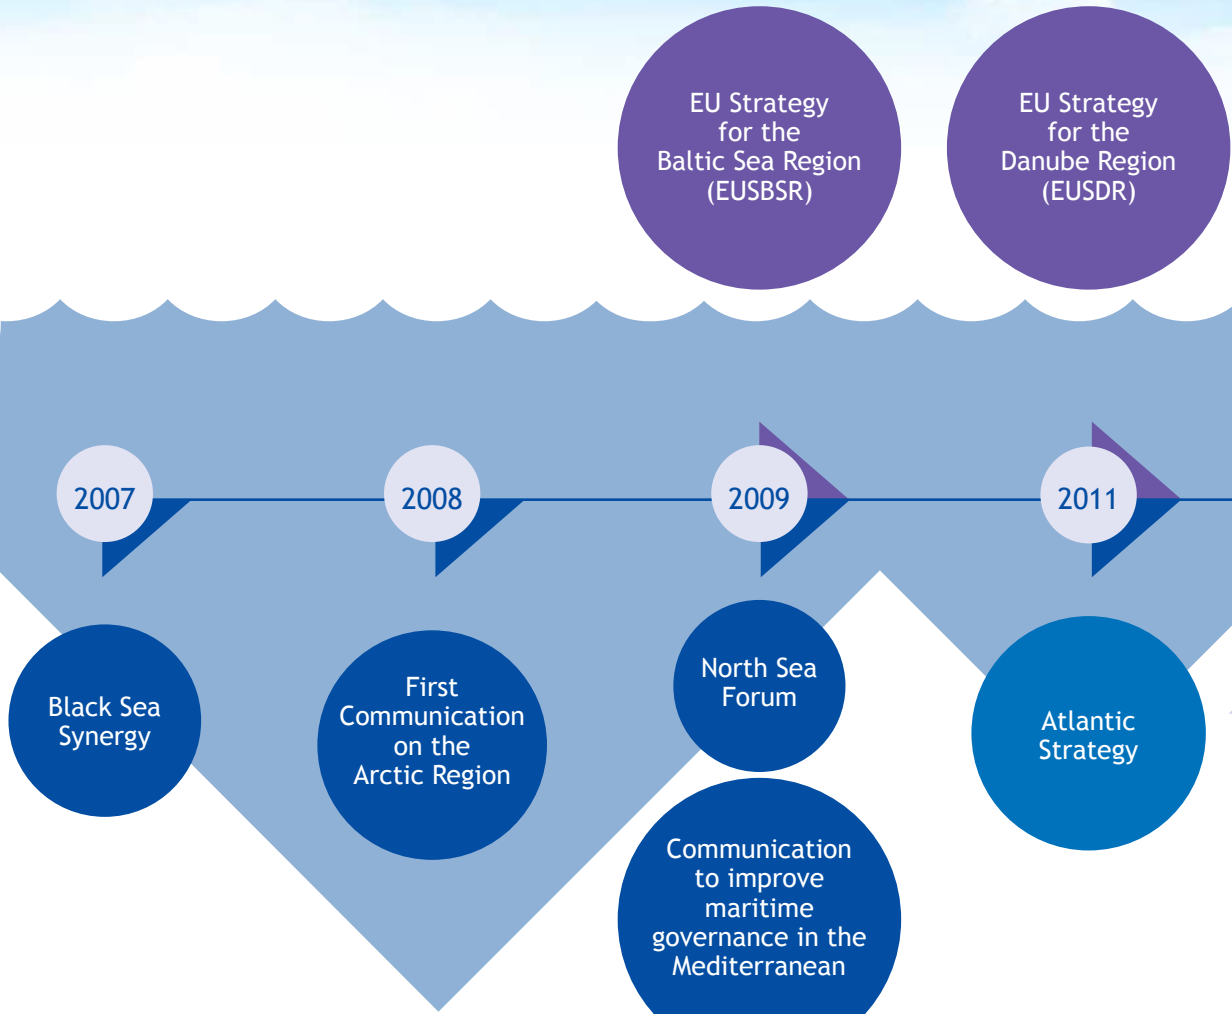 EU Strategy
for the
Baltic Sea Region
(EUSBSR)
EU Strategy
for the
Danube Region
(EUSDR)
2007
2008
2009
2011
Black Sea
Synergy
First
Communication
on the
Arctic Region
North Sea
Forum
Communication
to improve
maritime
governance in the
Mediterranean
Atlantic
Strategy